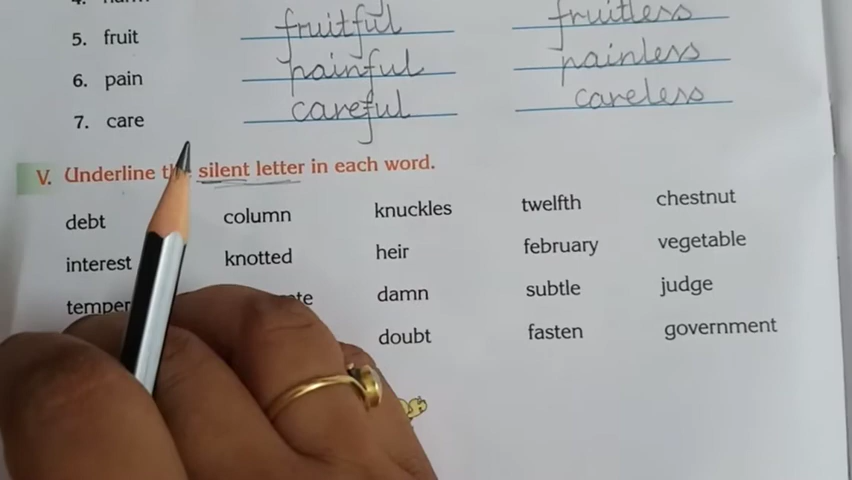 5. fruit fruitful fruitless
6. pain painful painless
7. care careful careless
V. Underline the silent letter in each word.
debt column knuckles twelfth chestnut
interest knotted heir february vegetable
damn subtle judge
doubt fasten government